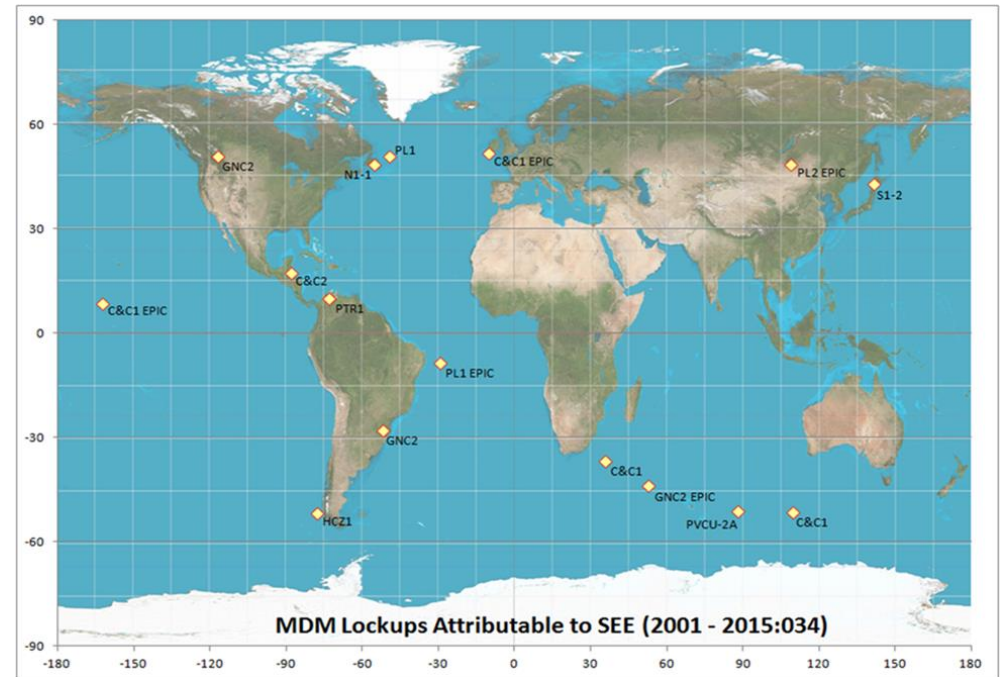 90
60
30
0
-30
-60
-90
GNC2
PL1
N1-1
C&C1 EPIC
PL2 EPIC
S1-2
C&C2
C&C1 EPIC
PTR1
PL1 EPIC
GNC2
C&C1
GNC2 EPIC
HCZ1
PVCU-2A
C&C1
MDM Lockups Attributable to SEE (2001 - 2015:034)
-180 -150 -120 -90 -60 -30 0 30 60 90 120 150 180